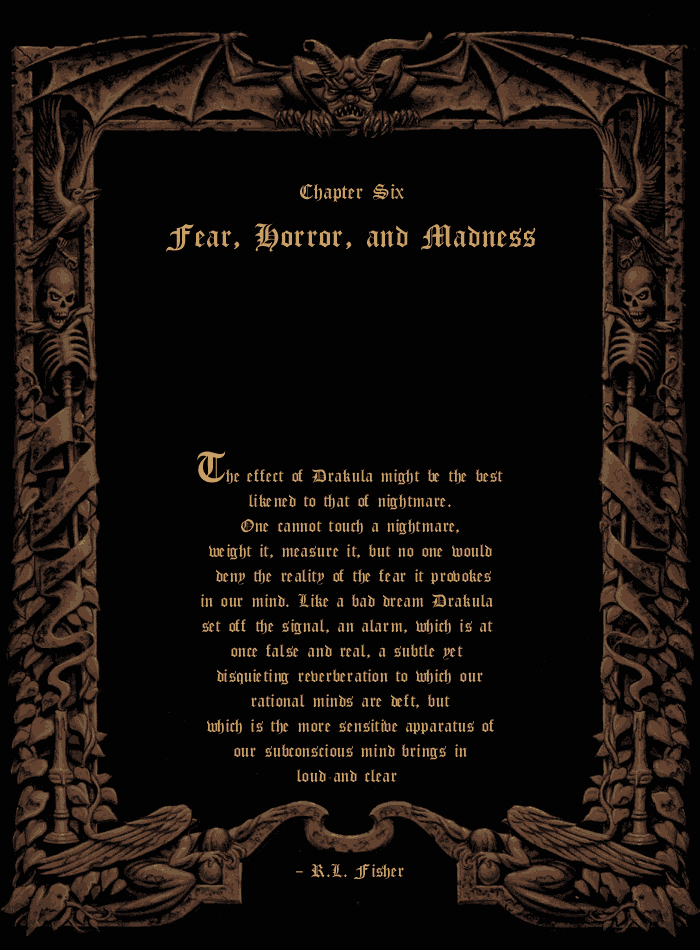 Chapter Six
Fear, Horror, and Madness
The effect of Drakula might be the best
likened to that of nightmare.
One cannot touch a nightmare,
weight it, measure it, but no one would
deny the reality of the fear it provokes
in our mind. Like a bad dream Drakula
set off the signal, an alarm, which is at
once false and real, a subtle yet
disquieting reverberation to which our
rational minds are deft, but
which is the more sensitive apparatus of
our subconscious mind brings in
loud and clear
- R.L. Fisher